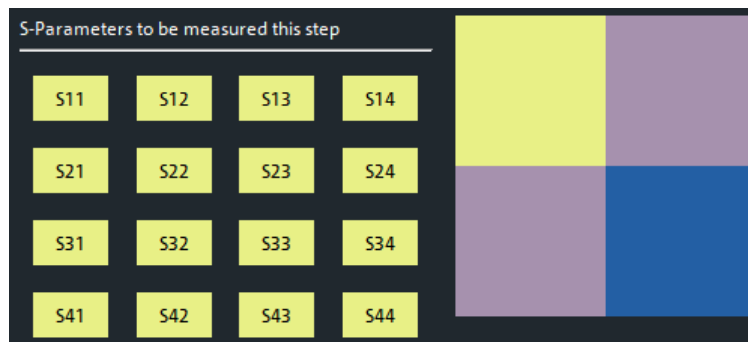 S-Parameters to be measured this step
S11 S12 S13 S14
S21 S22 S23 S24
S31 S32 S33 S34
S41 S42 S43 S44